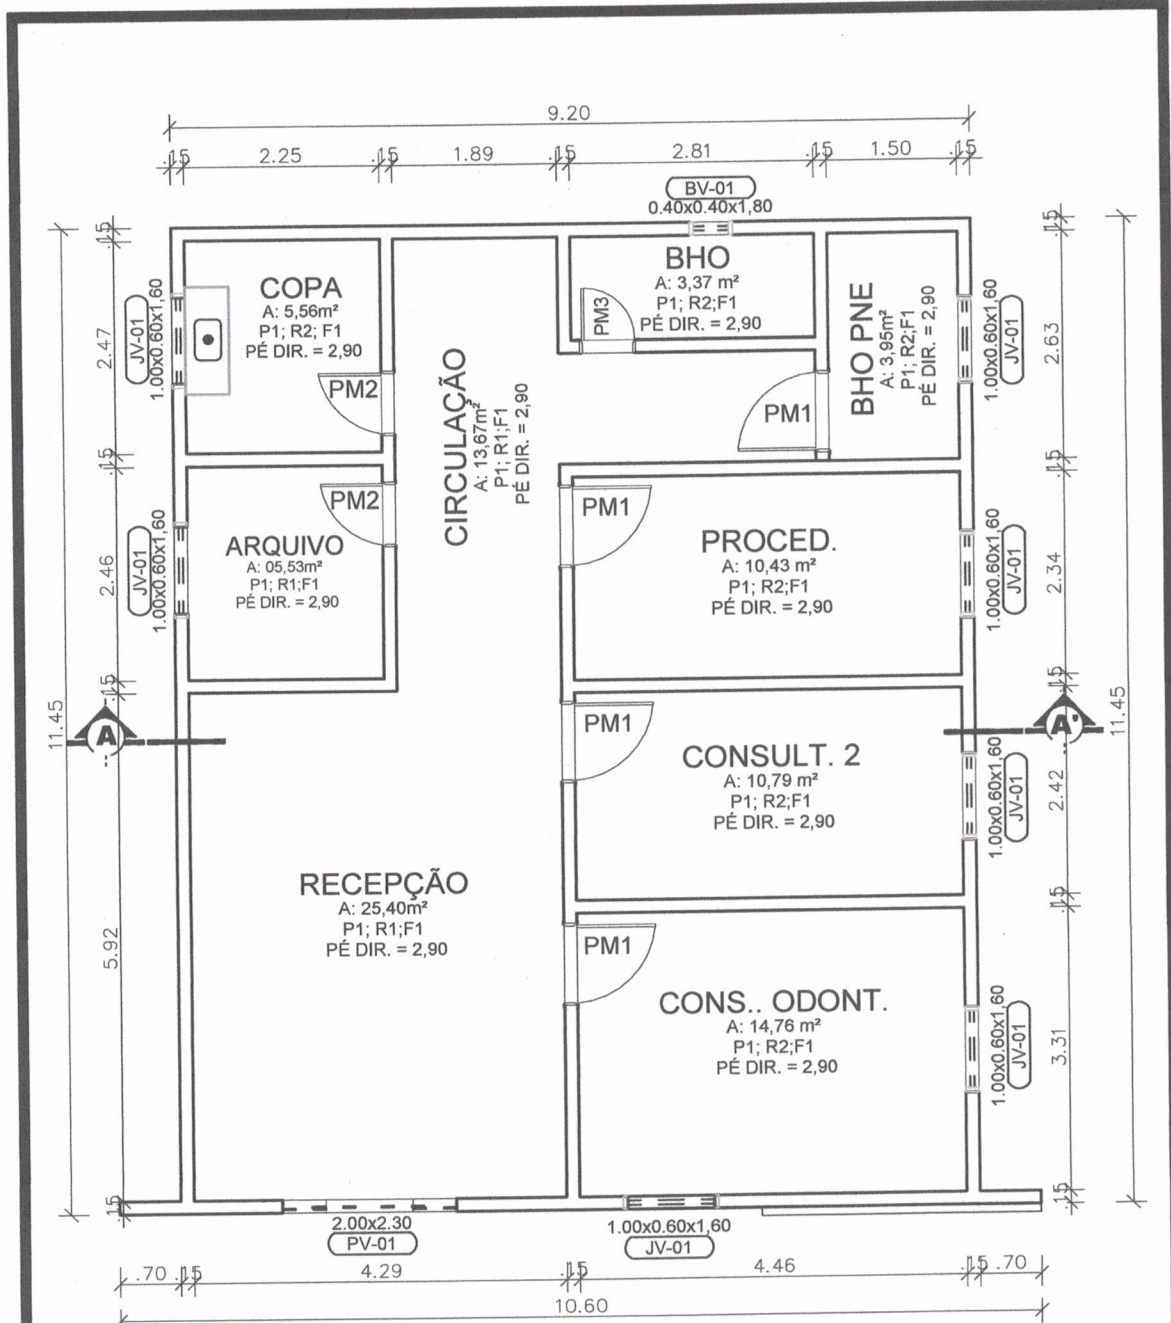 9.20
.15 2.25 .15 1.89 .15 2.81 .15 1.50 .15
BV-01
0.40x0.40x1,80
COPA
A: 5,56m²
P1; R2; F1
PÉ DIR. = 2,90
PM2
BHO
A: 3,37 m²
P1; R2;F1
PÉ DIR. = 2,90
PM3
BHO PNE
A: 3,95m²
P1; R2;F1
PÉ DIR. = 2,90
PM1
CIRCULAÇÃO
A: 13,67m²
P1; R1;F1
PÉ DIR. = 2,90
ARQUIVO
A: 05,53m²
P1; R1;F1
PÉ DIR. = 2,90
PM2
PM1
PROCED.
A: 10,43 m²
P1; R2;F1
PÉ DIR. = 2,90
PM1
CONSULT. 2
A: 10,79 m²
P1; R2;F1
PÉ DIR. = 2,90
RECEPÇÃO
A: 25,40m²
P1; R1;F1
PÉ DIR. = 2,90
PM1
CONS.. ODONT.
A: 14,76 m²
P1; R2;F1
PÉ DIR. = 2,90
11.45
.15
2.47
.15
2.46
.15
5.92
.15
JV-01
1.00x0.60x1,60
JV-01
1.00x0.60x1,60
A
A'
1.00x0.60x1,60
JV-01
1.00x0.60x1,60
JV-01
1.00x0.60x1,60
JV-01
1.00x0.60x1,60
JV-01
.15
2.63
.15
2.34
.15
2.42
.15
3.31
.15
11.45
2.00x2.30
PV-01
1.00x0.60x1,60
JV-01
.70 .15 4.29 .15 4.46 .15 .70
10.60